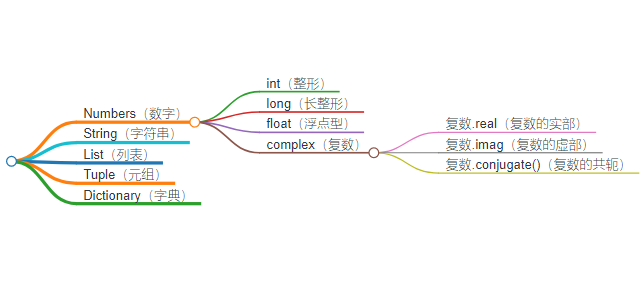 Numbers（数字）
String（字符串）
List（列表）
Tuple（元组）
Dictionary（字典）
int（整形）
long（长整形）
float（浮点型）
complex（复数）
复数.real（复数的实部）
复数.imag（复数的虚部）
复数.conjugate()（复数的共轭）